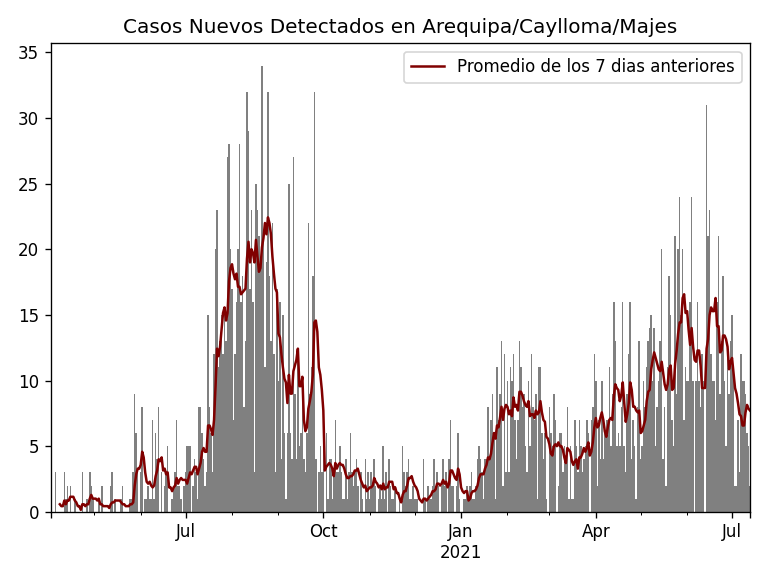 Casos Nuevos Detectados en Arequipa/Caylloma/Majes
Promedio de los 7 dias anteriores
35
30
25
20
15
10
5
0
Jul
Oct
Jan
2021
Apr
Jul